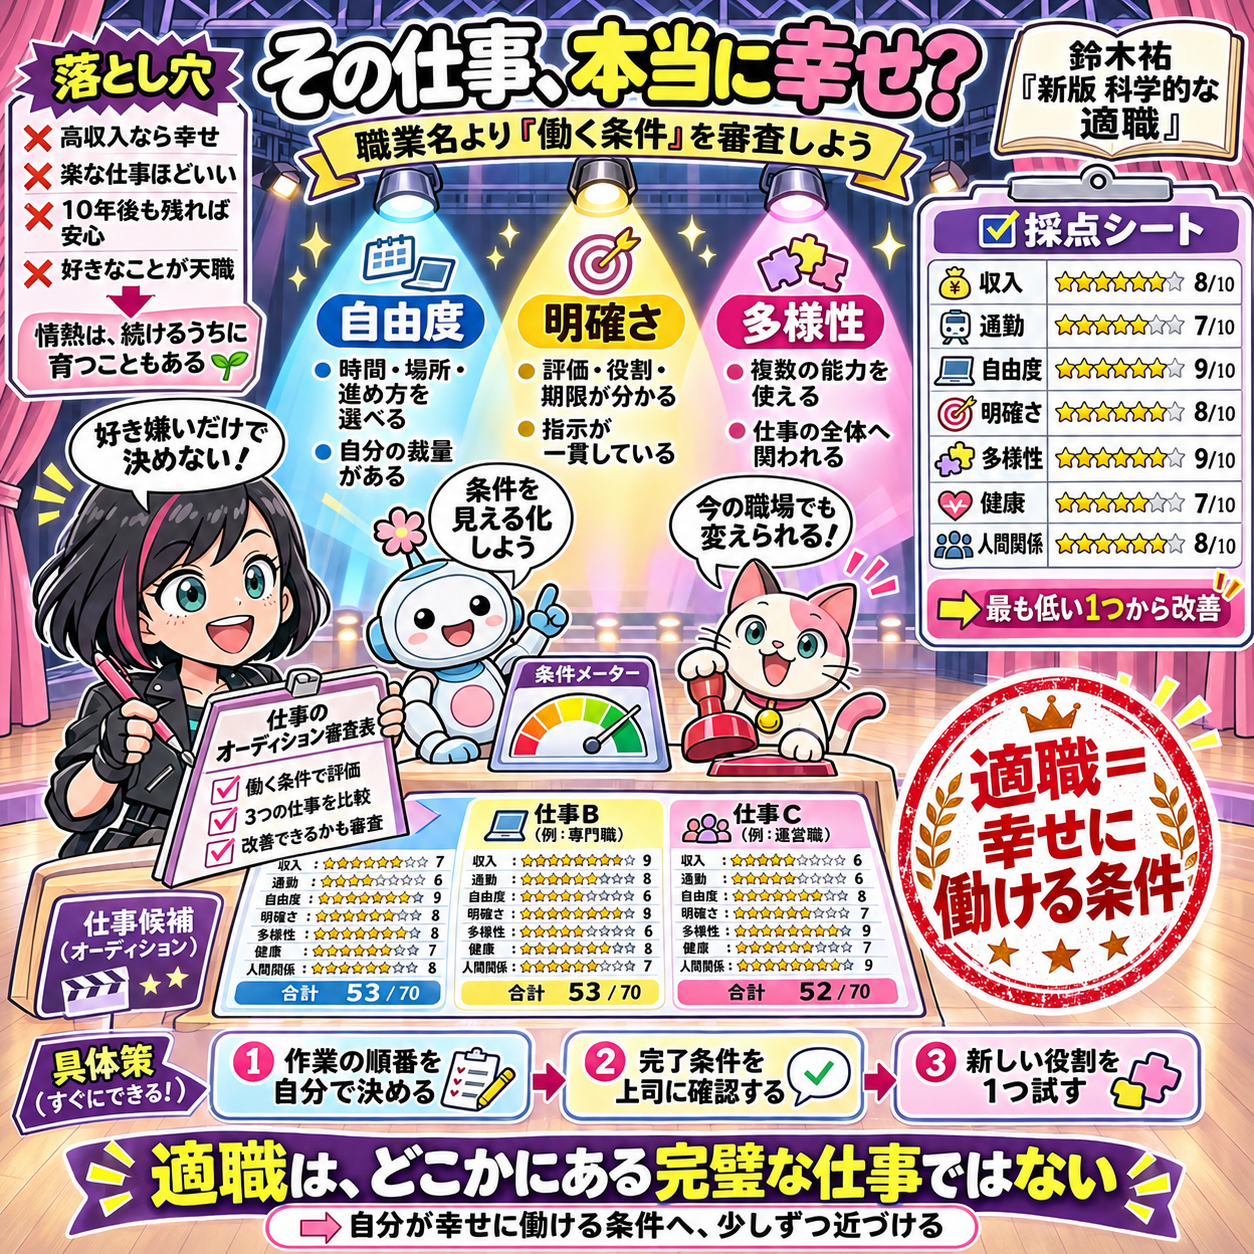 その仕事、本当に幸せ?
職業名より『働く条件』を審査しよう
鈴木祐
『新版 科学的な
適職』
落とし穴
高収入なら幸せ
楽な仕事ほどいい
10年後も残れば
安心
好きなことが天職
情熱は、続けるうちに
育つこともある
自由度
時間・場所・
進め方を
選べる
自分の裁量
がある
明確さ
評価・役割・
期限が分かる
指示が
一貫している
多様性
複数の能力を
使える
仕事の全体へ
関われる
採点シート
収入 ★★★★★★☆ 8/10
通勤 ★★★★★☆☆ 7/10
自由度 ★★★★★★☆ 9/10
明確さ ★★★★★★☆ 8/10
多様性 ★★★★★★☆ 9/10
健康 ★★★★★☆☆ 7/10
人間関係 ★★★★★★☆ 8/10
最も低い1つから改善
好き嫌いだけで
決めない!
条件を
見える化
しよう
今の職場でも
変えられる!
条件メーター
仕事の
オーディション審査表
働く条件で評価
3つの仕事を比較
改善できるかも審査
収入 : 7
通勤 : 6
自由度 : 9
明確さ : 8
多様性 : 8
健康 : 7
人間関係 : 8
合計 53 / 70
仕事B
(例:専門職)
収入 : 9
通勤 : 8
自由度 : 6
明確さ : 9
多様性 : 6
健康 : 8
人間関係 : 7
合計 53 / 70
仕事C
(例:運営職)
収入 : 6
通勤 : 6
自由度 : 8
明確さ : 7
多様性 : 9
健康 : 7
人間関係 : 9
合計 52 / 70
仕事候補
(オーディション)
適職=
幸せに
働ける条件
具体策
(すぐにできる!)
1 作業の順番を
自分で決める
2 完了条件を
上司に確認する
3 新しい役割を
1つ試す
適職は、どこかにある完璧な仕事ではない
自分が幸せに働ける条件へ、少しずつ近づける